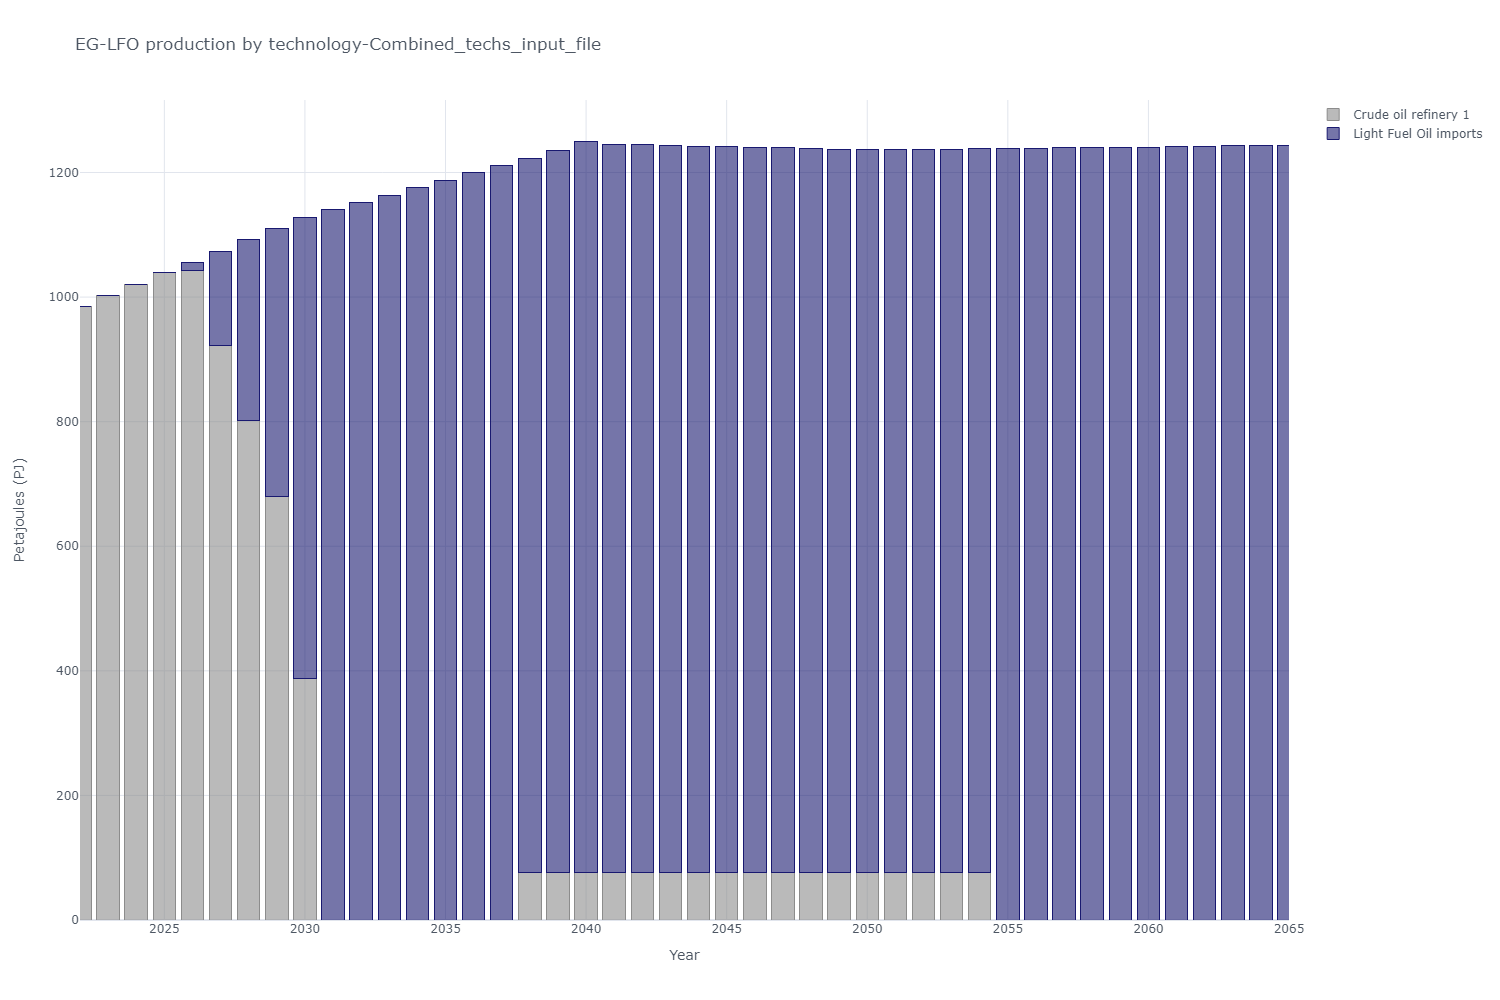 EG-LFO production by technology-Combined_techs_input_file
Crude oil refinery 1
Light Fuel Oil imports
1200
1000
800
600
400
200
0
Petajoules (PJ)
2025 2030 2035 2040 2045 2050 2055 2060 2065
Year